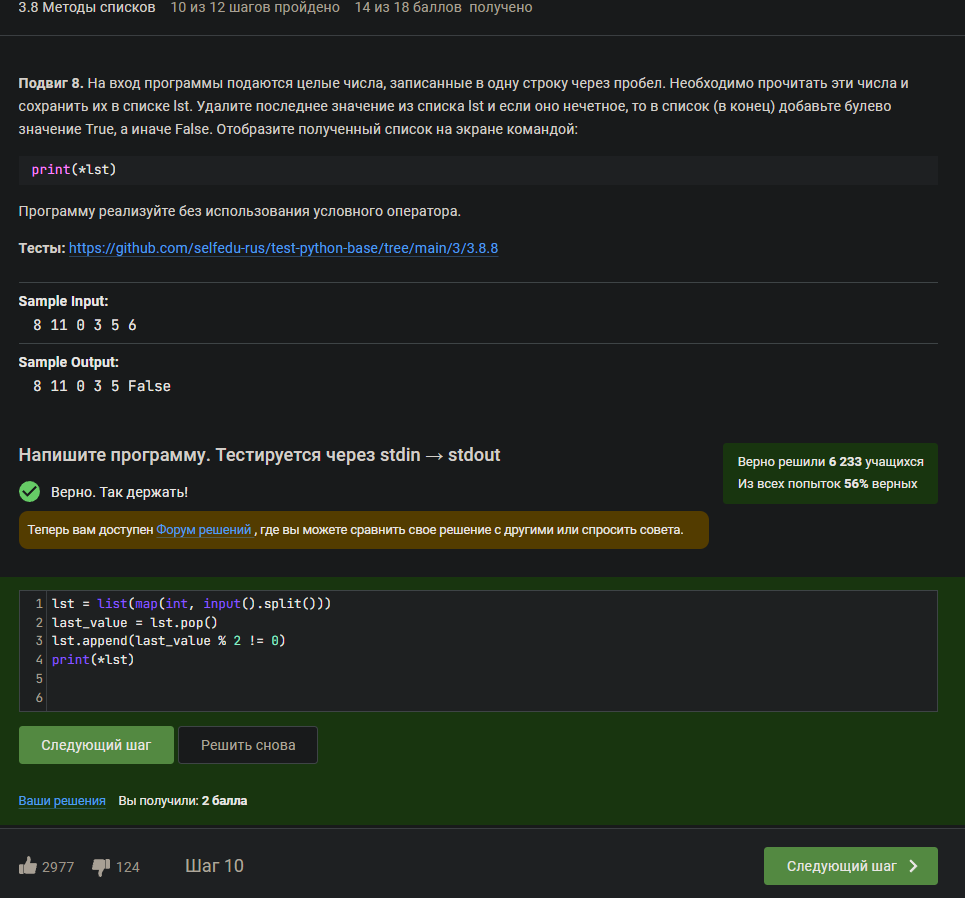 3.8 Методы списков 10 из 12 шагов пройдено 14 из 18 баллов получено
Подвиг 8. На вход программы подаются целые числа, записанные в одну строку через пробел. Необходимо прочитать эти числа и
сохранить их в списке lst. Удалите последнее значение из списка lst и если оно нечетное, то в список (в конец) добавьте булево
значение True, а иначе False. Отобразите полученный список на экране командой:
print(*lst)
Программу реализуйте без использования условного оператора.
Тесты: https://github.com/selfedu-rus/test-python-base/tree/main/3/3.8.8
Sample Input:
8 11 0 3 5 6
Sample Output:
8 11 0 3 5 False
Напишите программу. Тестируется через stdin → stdout
Верно решили 6 233 учащихся
Из всех попыток 56% верных
Верно. Так держать!
Теперь вам доступен Форум решений , где вы можете сравнить свое решение с другими или спросить совета.
1 lst = list(map(int, input().split()))
2 last_value = lst.pop()
3 lst.append(last_value % 2 != 0)
4 print(*lst)
5
6
Следующий шаг Решить снова
Ваши решения Вы получили: 2 балла
2977 124 Шаг 10 Следующий шаг